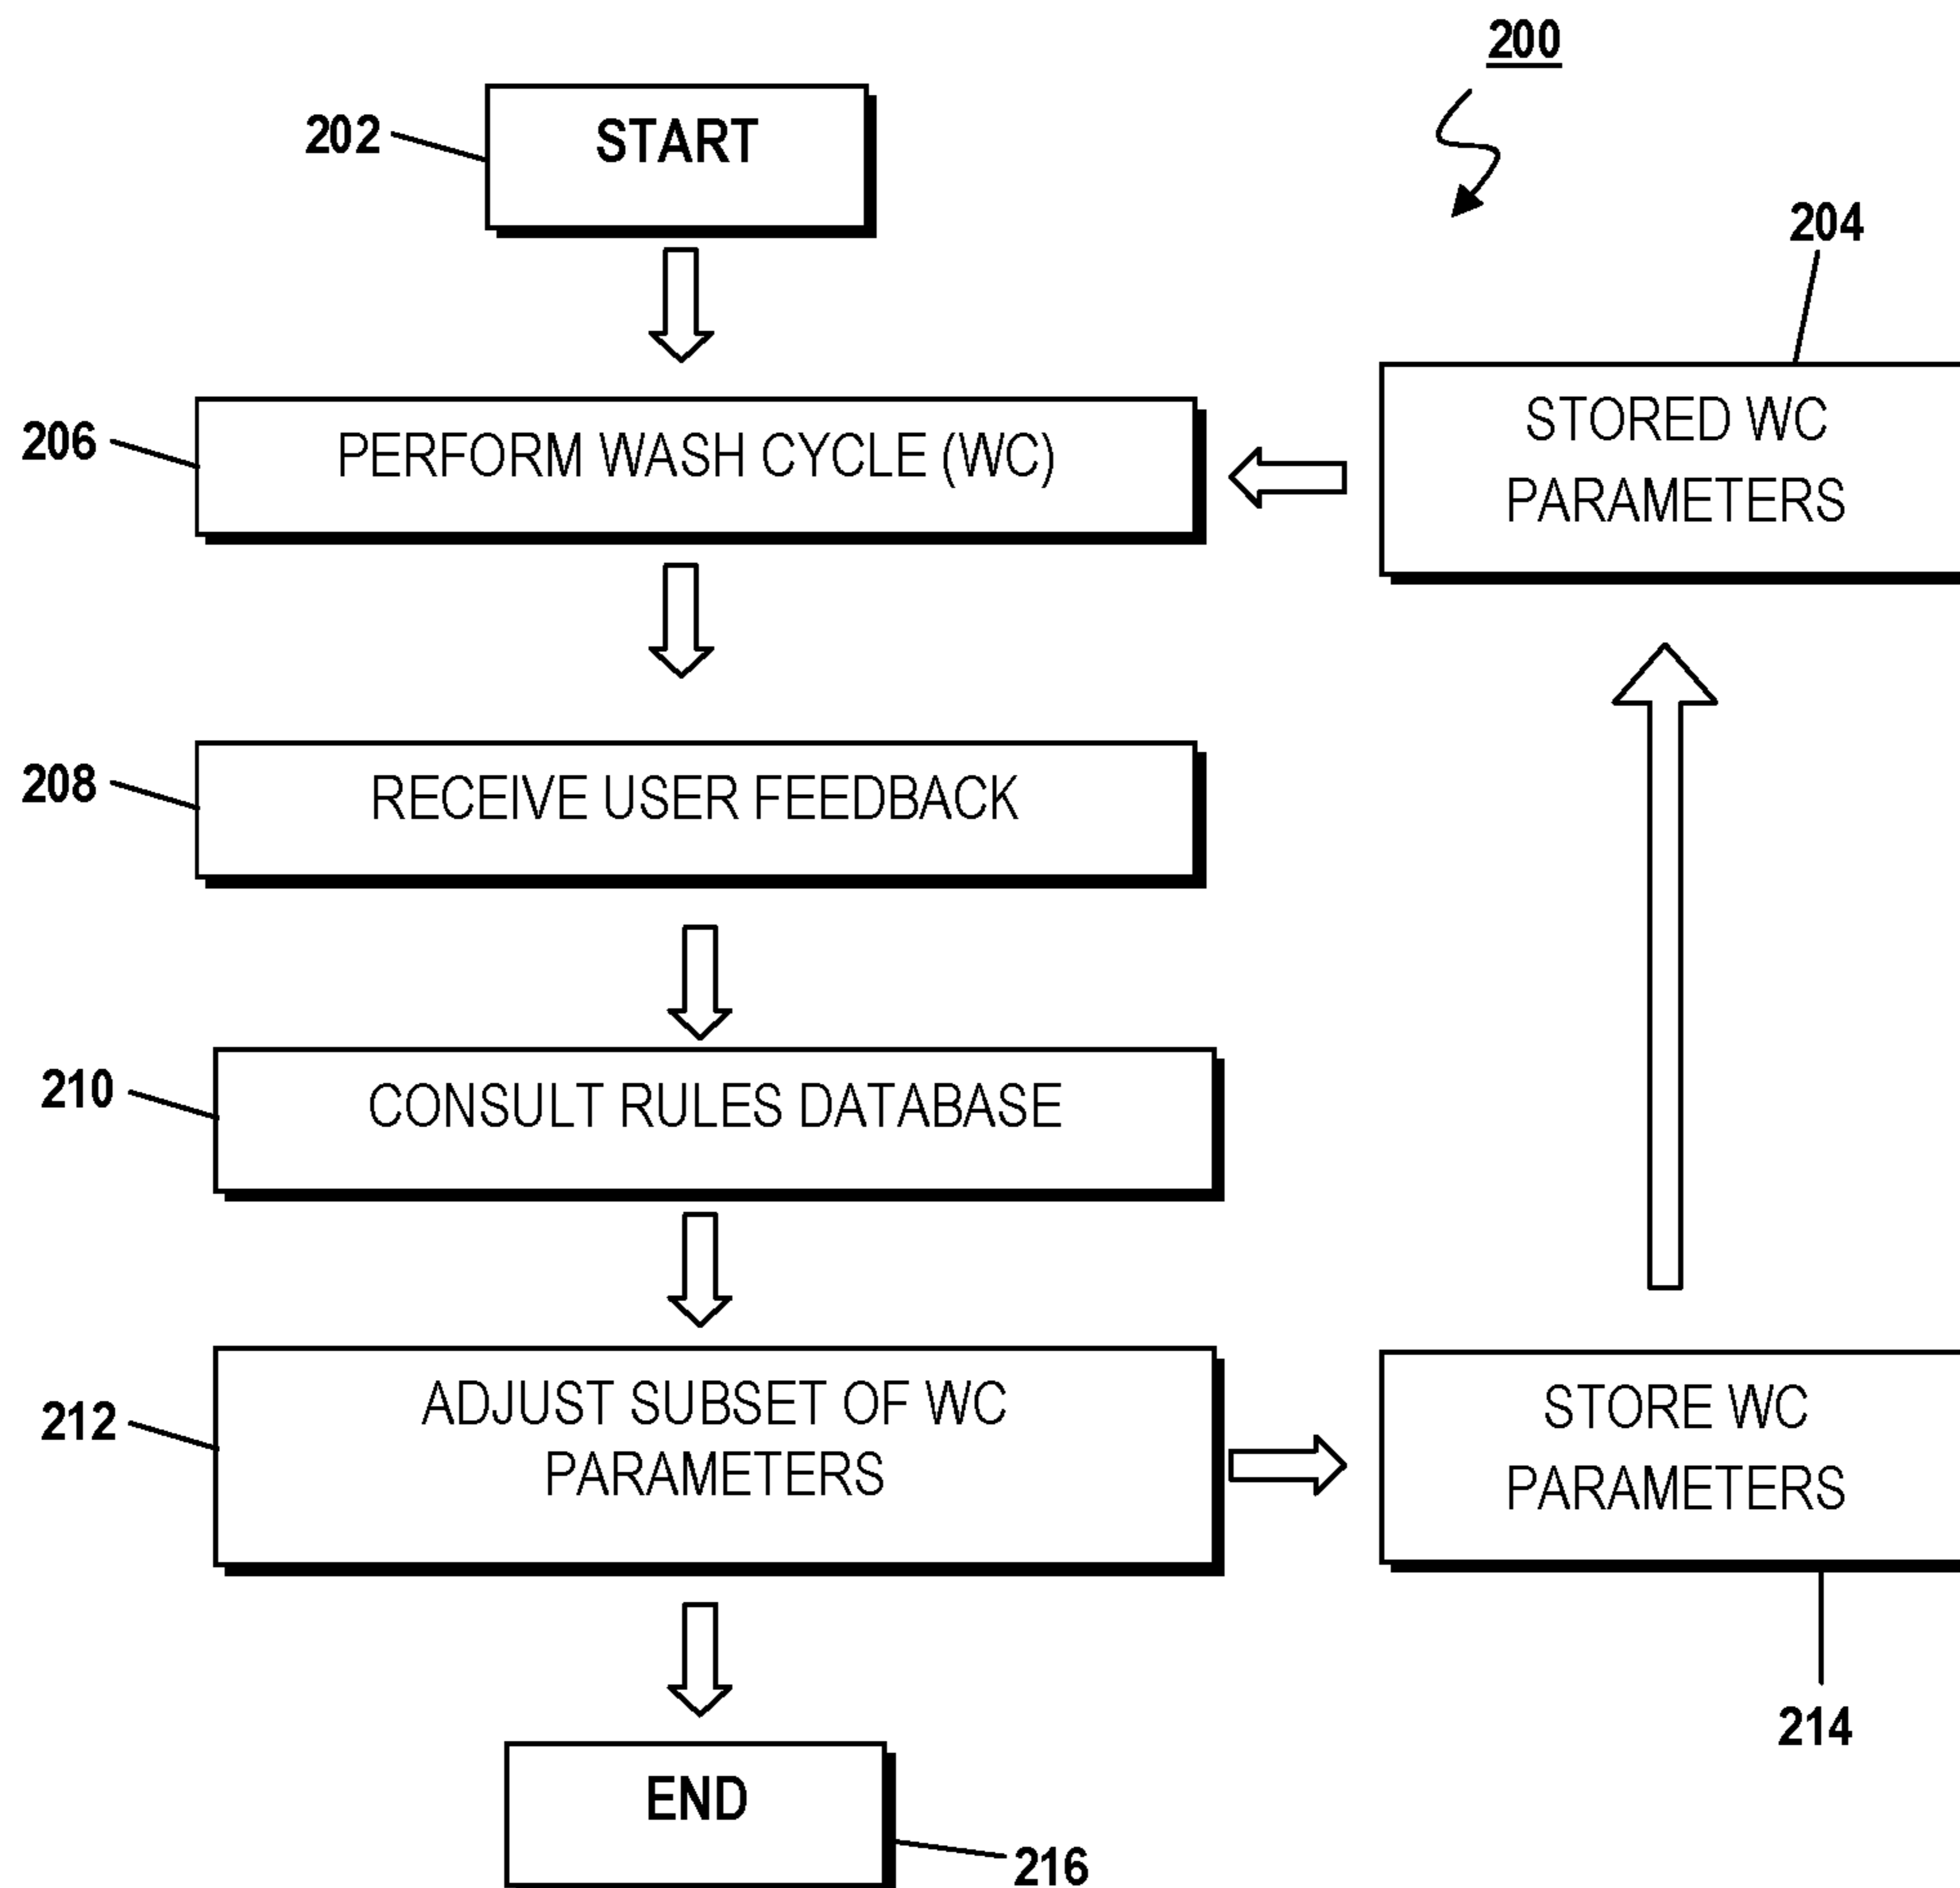 200
202
START
204
STORED WC
PARAMETERS
206
PERFORM WASH CYCLE (WC)
208
RECEIVE USER FEEDBACK
210
CONSULT RULES DATABASE
212
ADJUST SUBSET OF WC
PARAMETERS
STORE WC
PARAMETERS
214
END
216